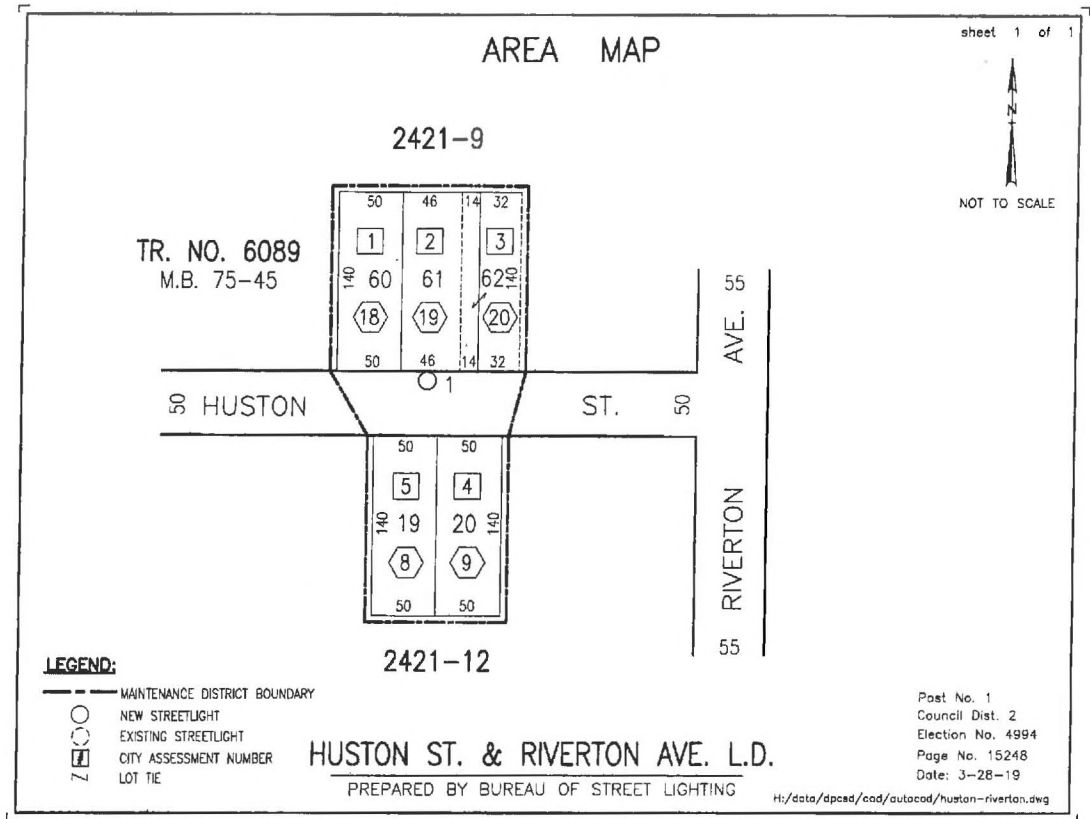 sheet 1 of 1
AREA MAP
N
NOT TO SCALE
2421-9
TR. NO. 6089
M.B. 75-45
50 46 14 32
1 2 3
140 60 61 62 140
18 19 20
50 46 14 32
1
50 HUSTON ST. 50
55
AVE.
RIVERTON
55
50 50
5 4
140 19 20 140
8 9
50 50
2421-12
LEGEND:
MAINTENANCE DISTRICT BOUNDARY
NEW STREETLIGHT
EXISTING STREETLIGHT
# CITY ASSESSMENT NUMBER
LOT TIE
HUSTON ST. & RIVERTON AVE. L.D.
PREPARED BY BUREAU OF STREET LIGHTING
Post No. 1
Council Dist. 2
Election No. 4994
Page No. 15248
Date: 3-28-19
H:/data/dpcsd/cad/autocad/huston-riverton.dwg